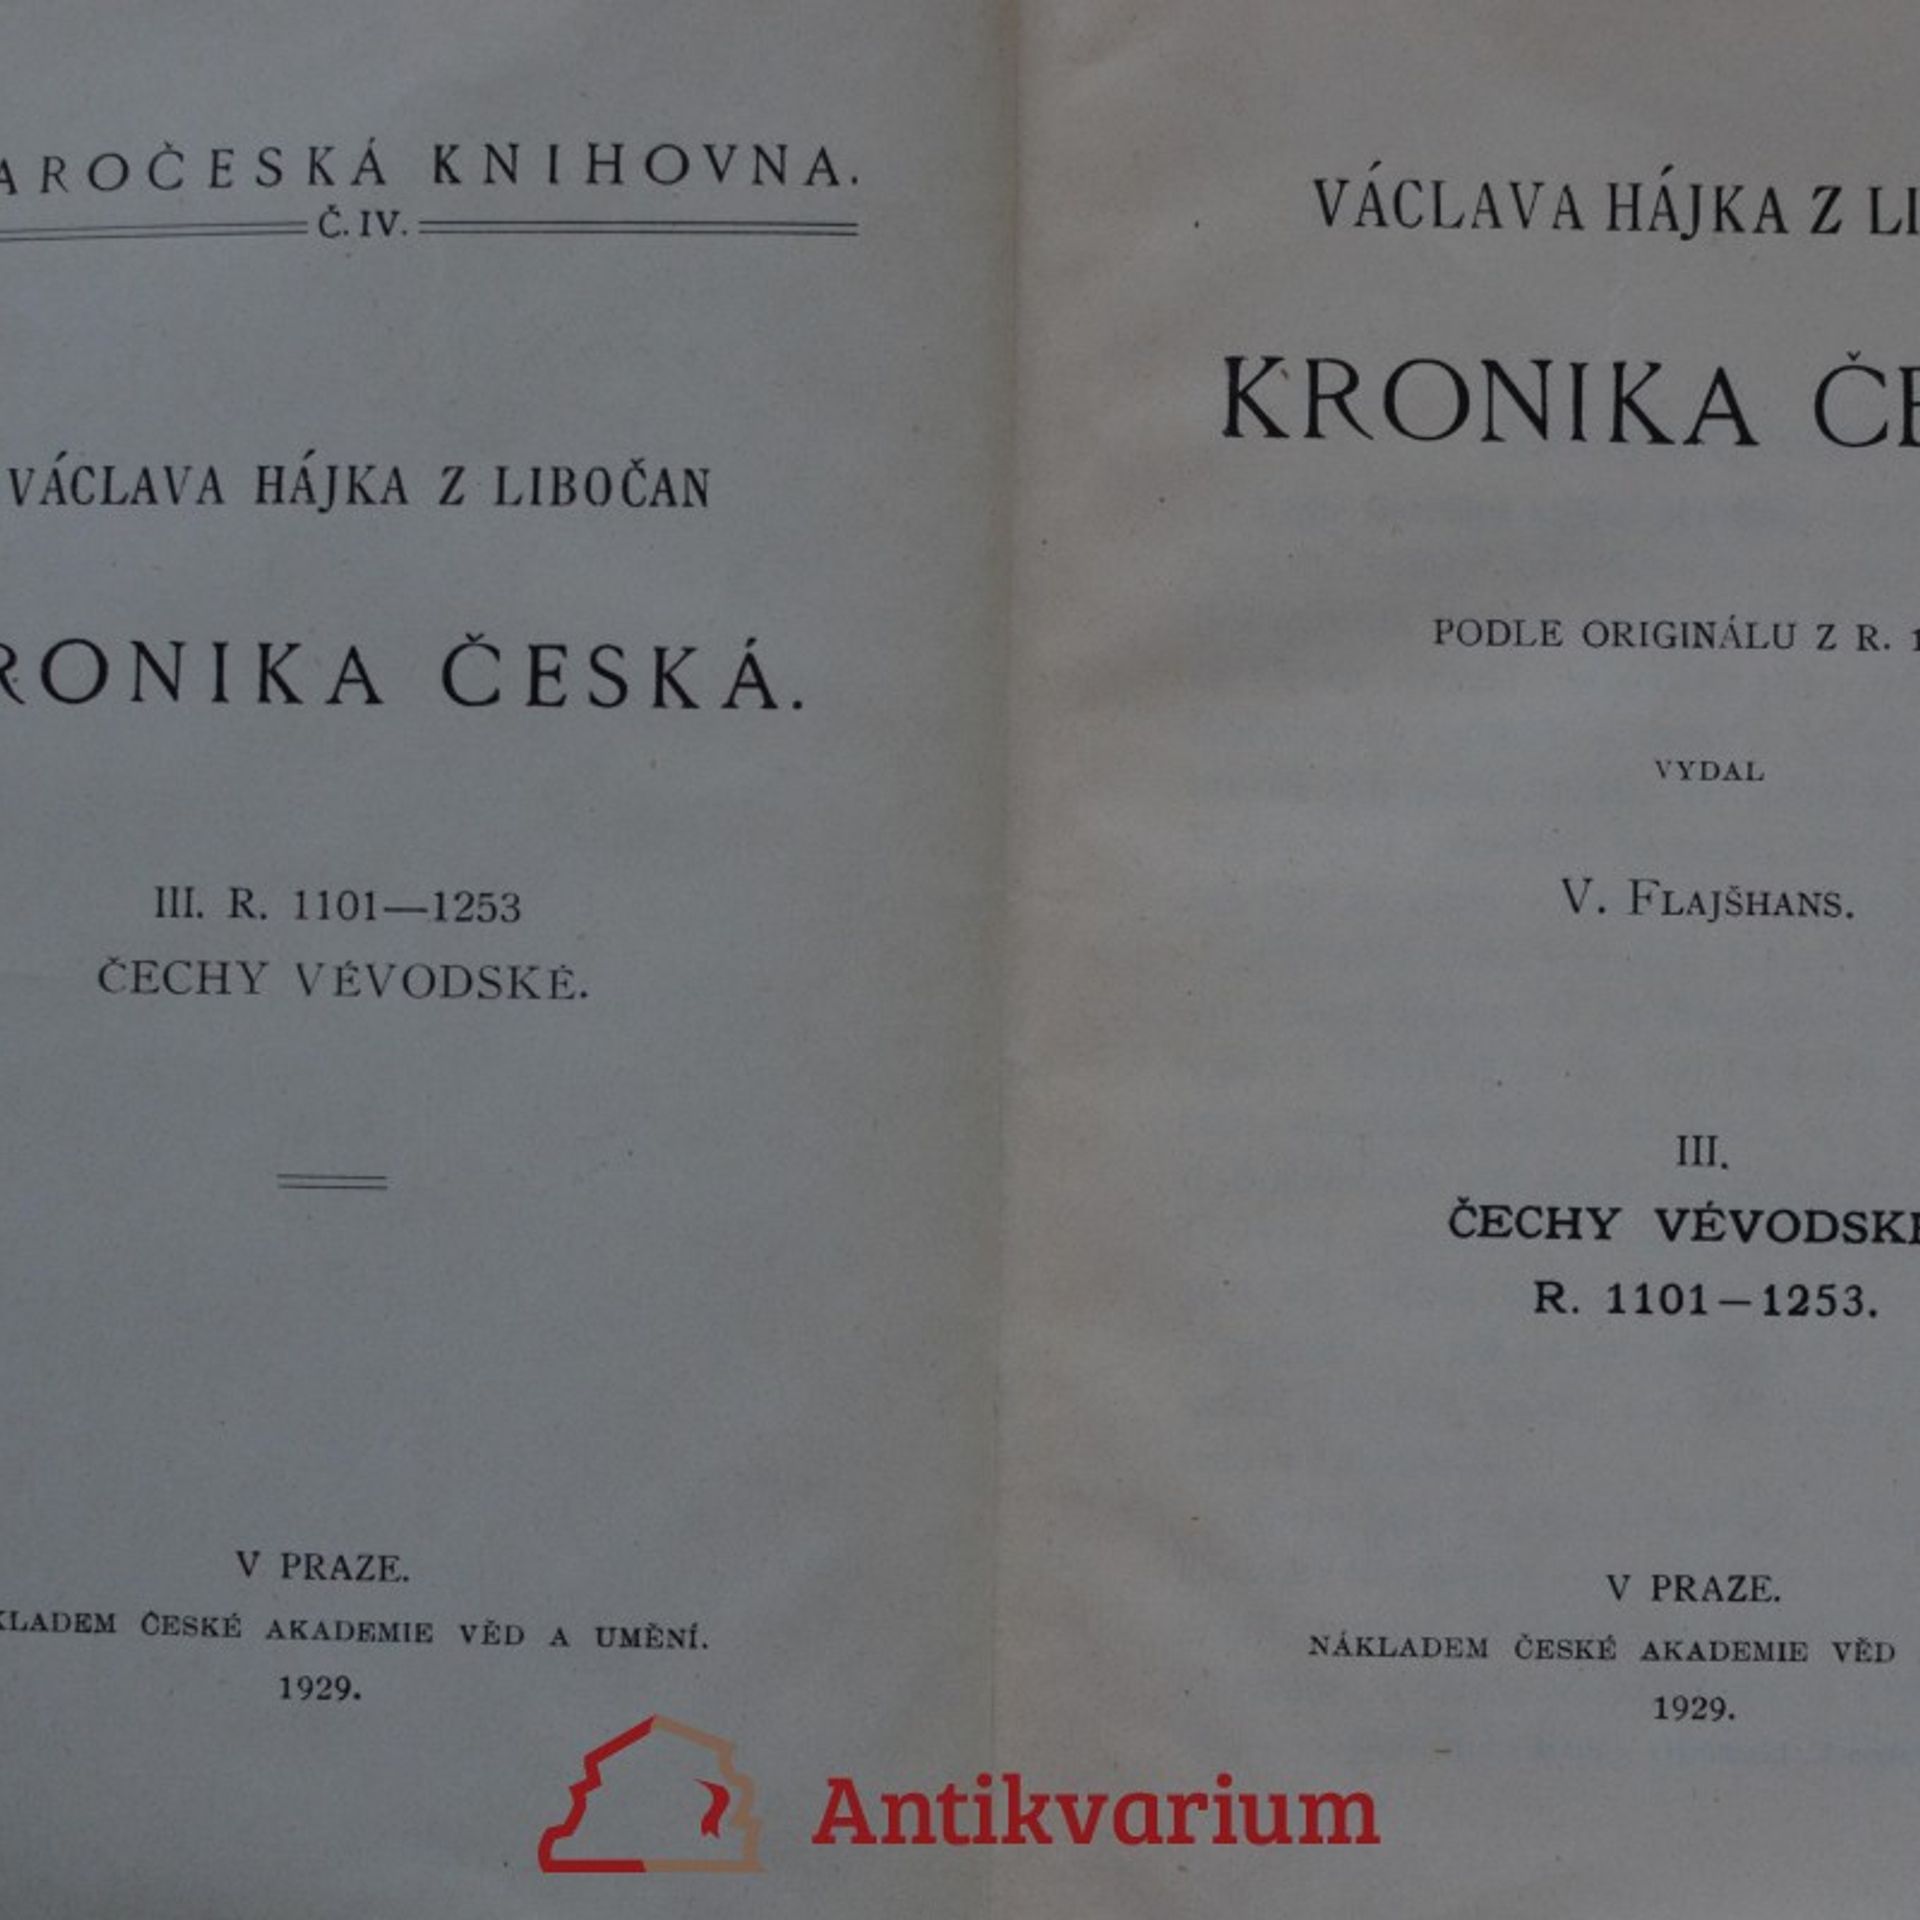 AROČESKÁ KNIHOVNA.
Č. IV.
VÁCLAVA HÁJKA Z LIBOČAN
RONIKA ČESKÁ.
III. R. 1101—1253
ČECHY VÉVODSKÉ.
V PRAZE.
KLADEM ČESKÉ AKADEMIE VĚD A UMĚNÍ.
1929.
VÁCLAVA HÁJKA Z LI
KRONIKA ČE
PODLE ORIGINÁLU Z R. 1
VYDAL
V. FLAJŠHANS.
III.
ČECHY VÉVODSKÉ
R. 1101—1253.
V PRAZE.
NÁKLADEM ČESKÉ AKADEMIE VĚD
1929.
Antikvarium